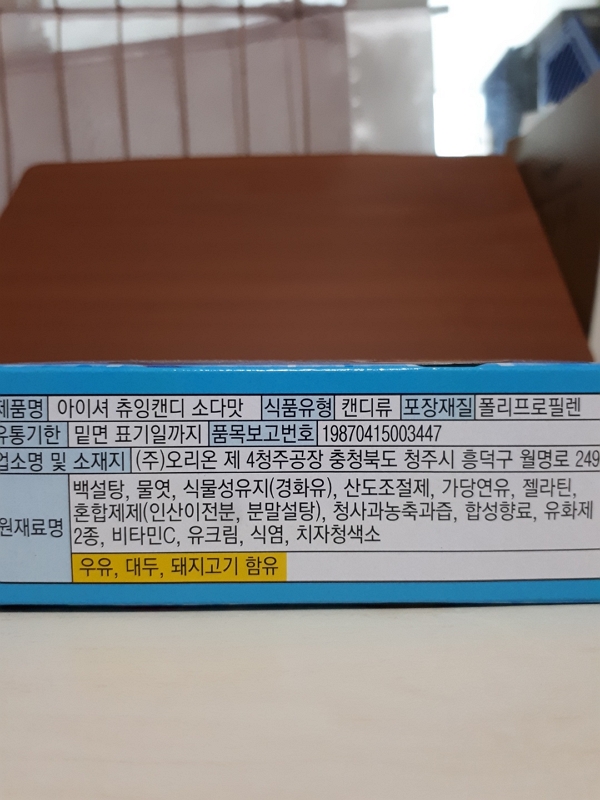 제품명 아이셔 츄잉캔디 소다맛 식품유형 캔디류 포장재질 폴리프로필렌
유통기한 밑면 표기일까지 품목보고번호 19870415003447
업소명 및 소재지 (주)오리온 제 4청주공장 충청북도 청주시 흥덕구 월명로 249
원재료명
백설탕, 물엿, 식물성유지(경화유), 산도조절제, 가당연유, 젤라틴,
혼합제제(인산이전분, 분말설탕), 청사과농축과즙, 합성향료, 유화제
2종, 비타민C, 유크림, 식염, 치자청색소
우유, 대두, 돼지고기 함유